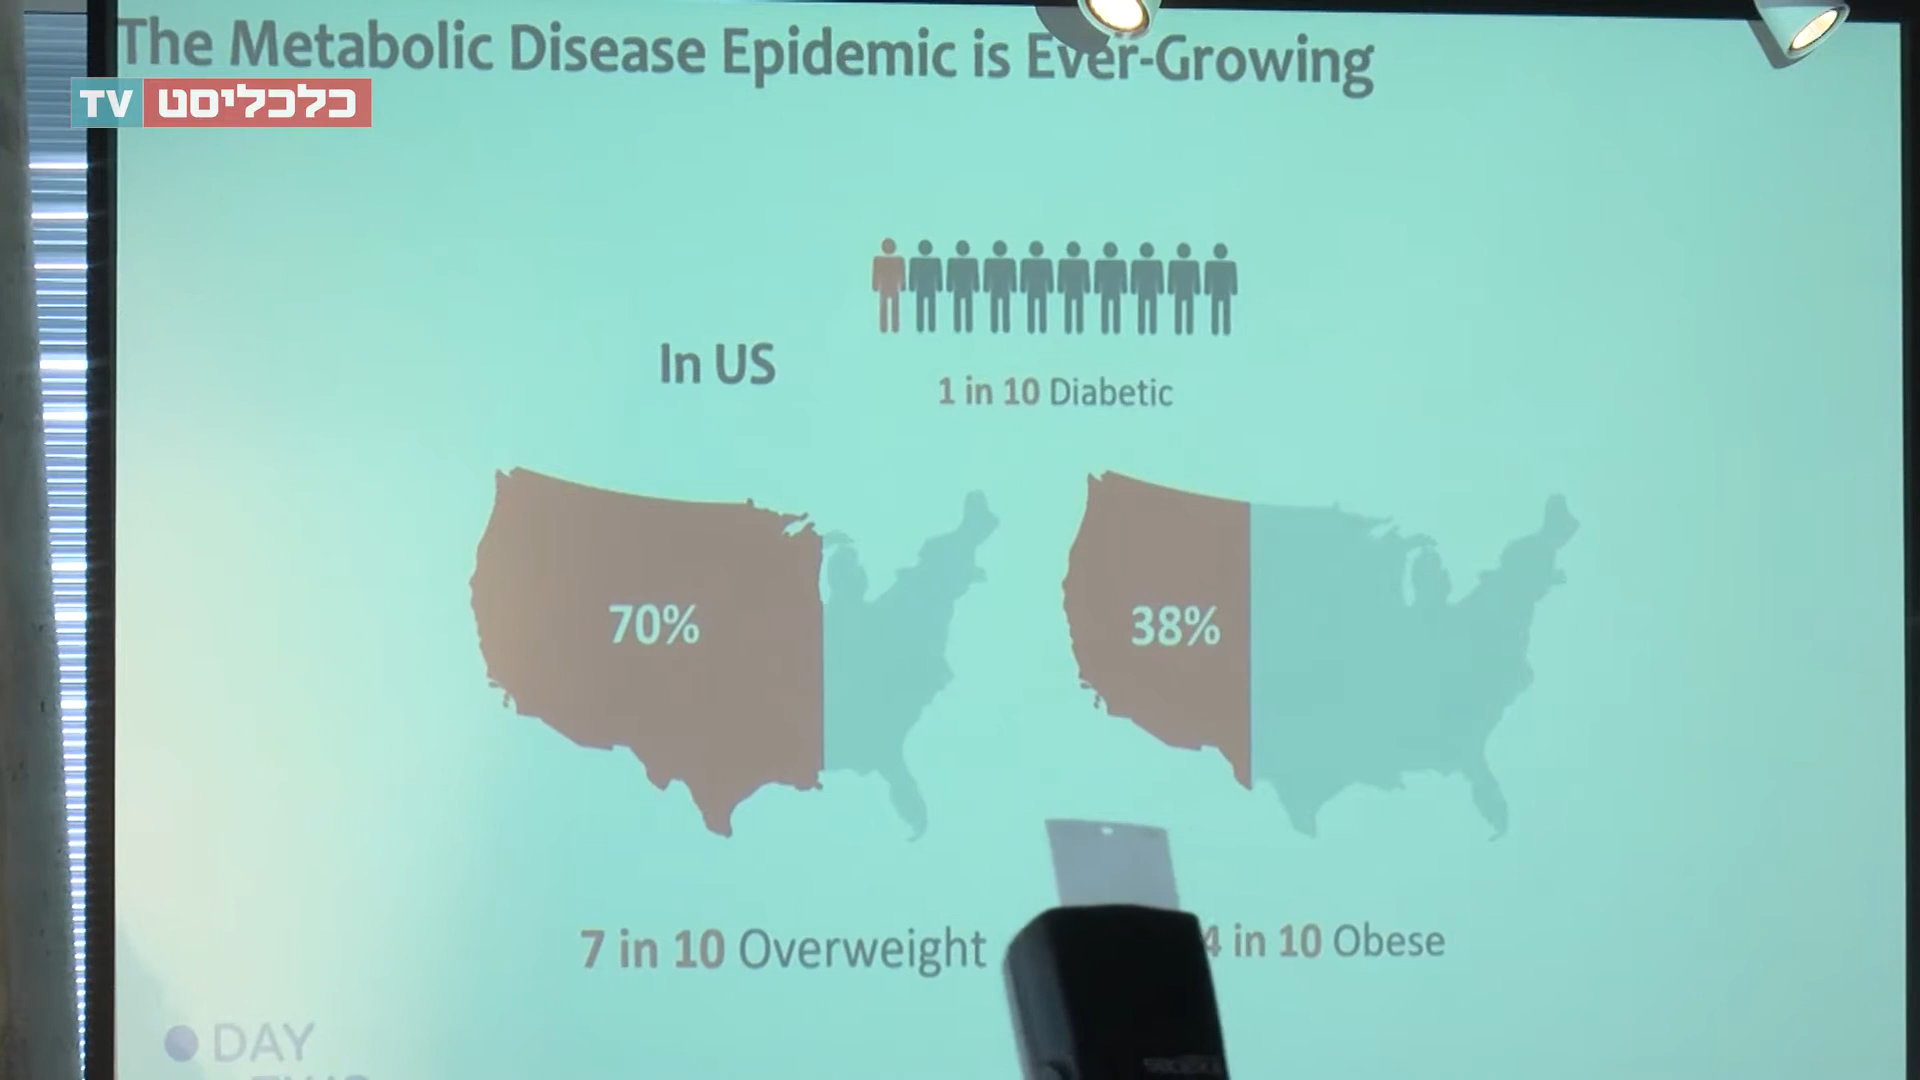 The Metabolic Disease Epidemic is Ever-Growing
TV כלכליסט
In US
1 in 10 Diabetic
70%
38%
7 in 10 Overweight
4 in 10 Obese
DAY